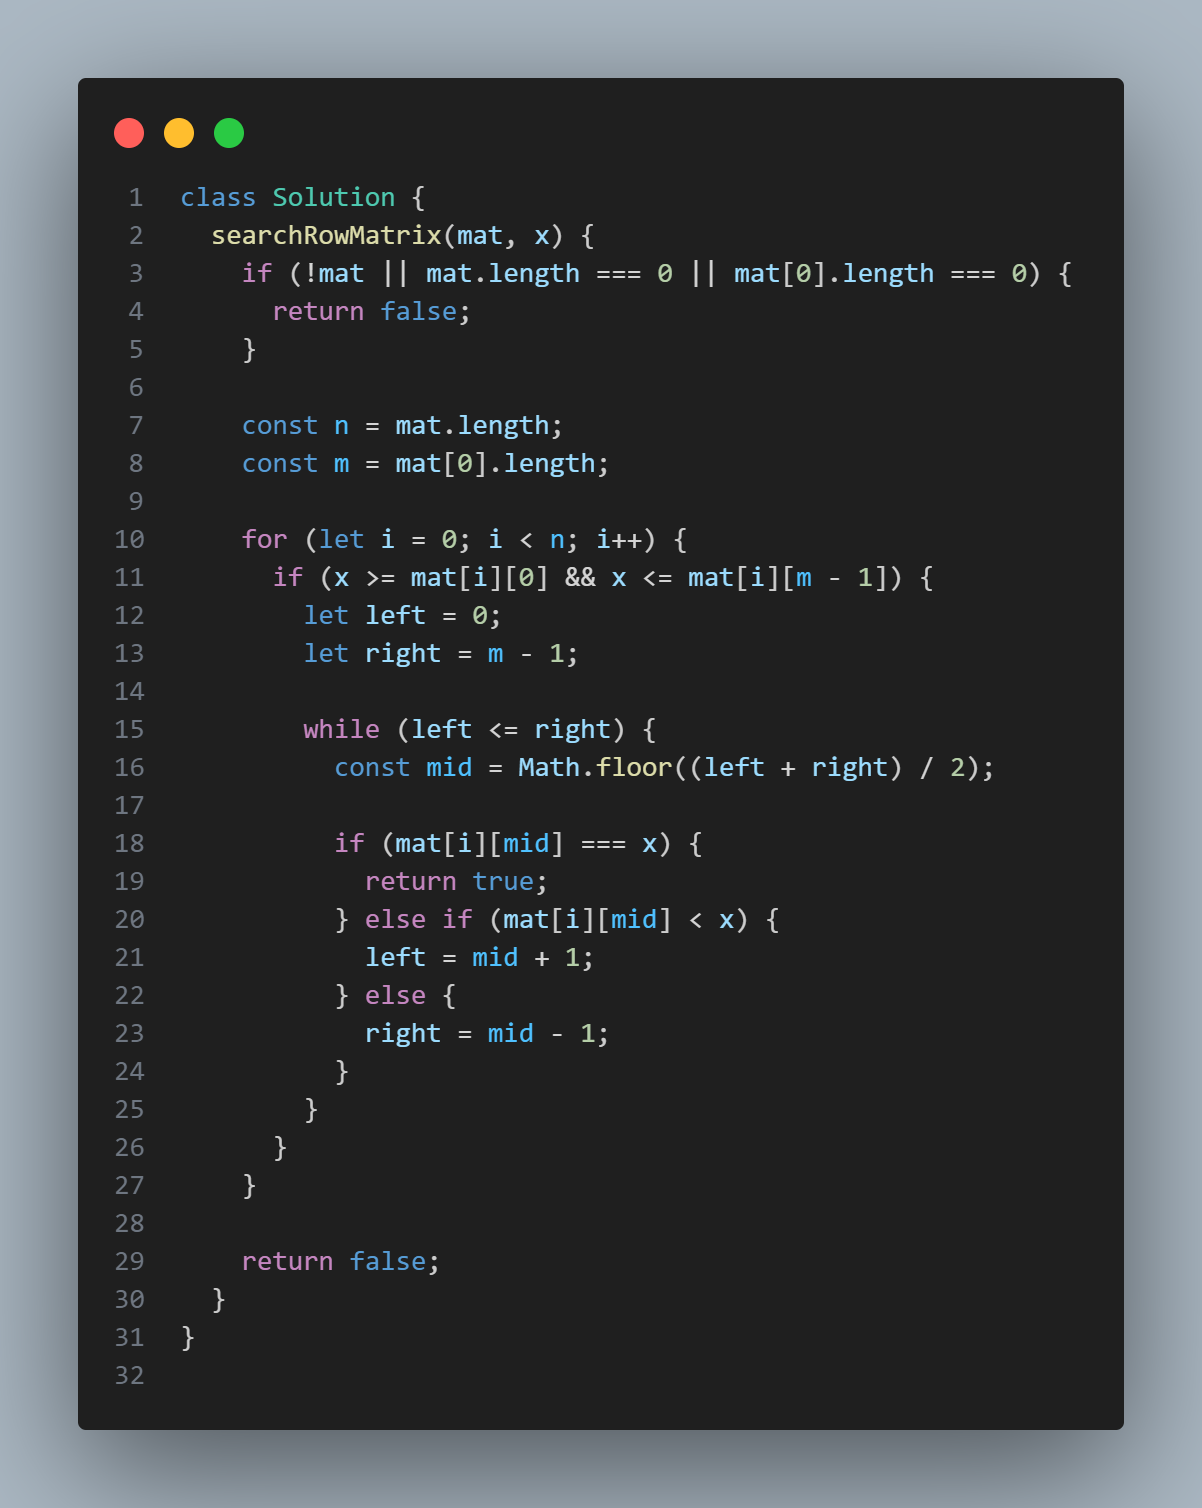 1 class Solution {
2   searchRowMatrix(mat, x) {
3     if (!mat || mat.length === 0 || mat[0].length === 0) {
4       return false;
5     }
6
7     const n = mat.length;
8     const m = mat[0].length;
9
10     for (let i = 0; i < n; i++) {
11       if (x >= mat[i][0] && x <= mat[i][m - 1]) {
12         let left = 0;
13         let right = m - 1;
14
15         while (left <= right) {
16           const mid = Math.floor((left + right) / 2);
17
18           if (mat[i][mid] === x) {
19             return true;
20           } else if (mat[i][mid] < x) {
21             left = mid + 1;
22           } else {
23             right = mid - 1;
24           }
25         }
26       }
27     }
28
29     return false;
30   }
31 }
32